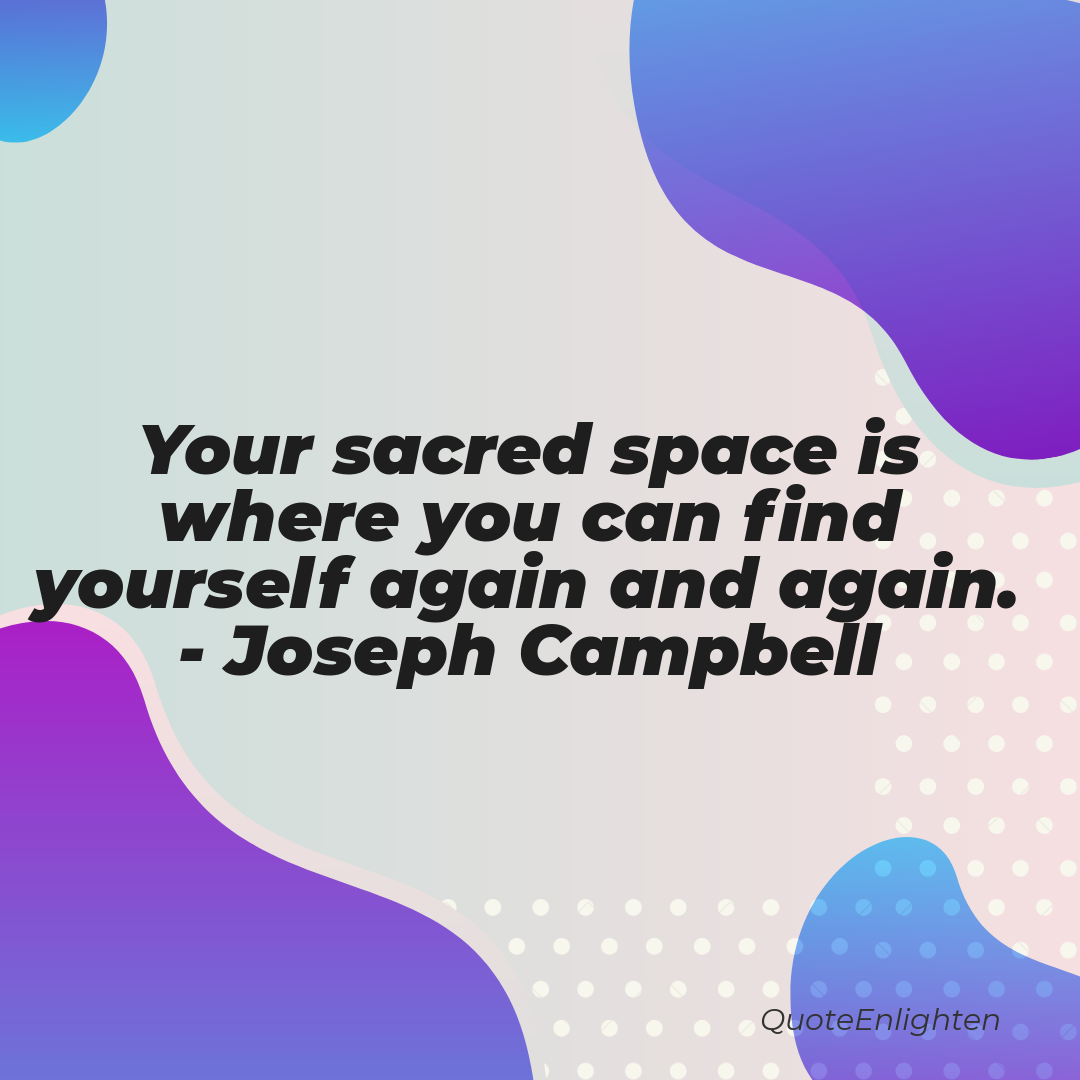 Your sacred space is
where you can find
yourself again and again.
- Joseph Campbell
QuoteEnlighten